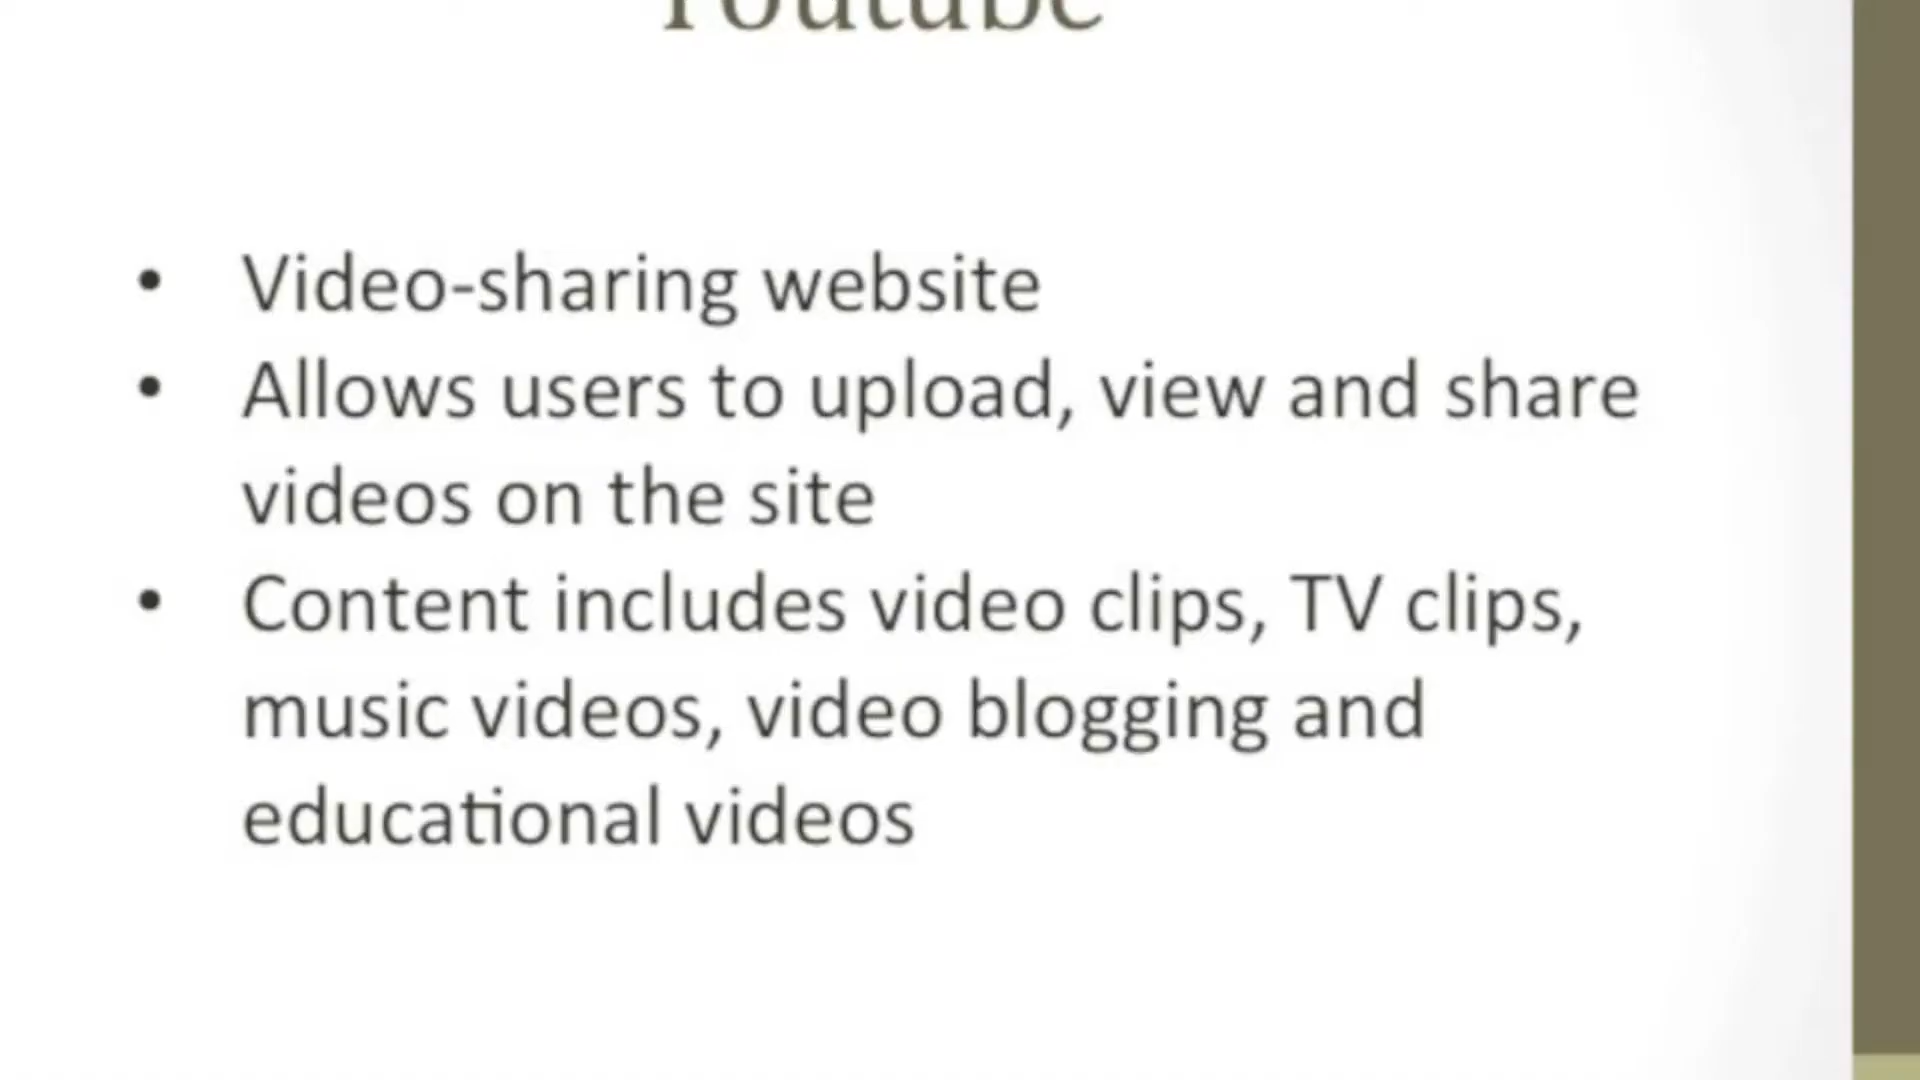 Youtube
• Video-sharing website
• Allows users to upload, view and share
videos on the site
• Content includes video clips, TV clips,
music videos, video blogging and
educational videos